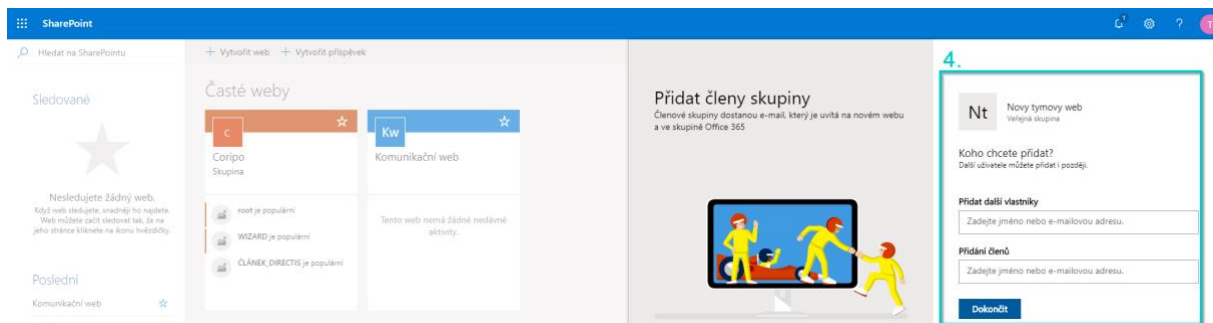 SharePoint
1
?
T
Hledat na SharePointu
Vytvořit web
Vytvořit příspěvek
Sledované
Nesledujete žádný web.
Když web sledujete, snadněji ho najdete.
Web můžete začít sledovat tak, že na
jeho stránce kliknete na ikonu hvězdičky.
Poslední
Komunikační web
Časté weby
C
Coripo
Skupina
root je populární
WIZARD je populární
ČLÁNEK_DIRECTIS je populární
Kw
Komunikační web
Tento web nemá žádné nedávné
aktivity.
Přidat členy skupiny
Členové skupiny dostanou e-mail, který je uvítá na novém webu
a ve skupině Office 365
4.
Nt
Novy tymovy web
Veřejná skupina
Koho chcete přidat?
Další uživatele můžete přidat i později.
Přidat další vlastníky
Zadejte jméno nebo e-mailovou adresu.
Přidání členů
Zadejte jméno nebo e-mailovou adresu.
Dokončit